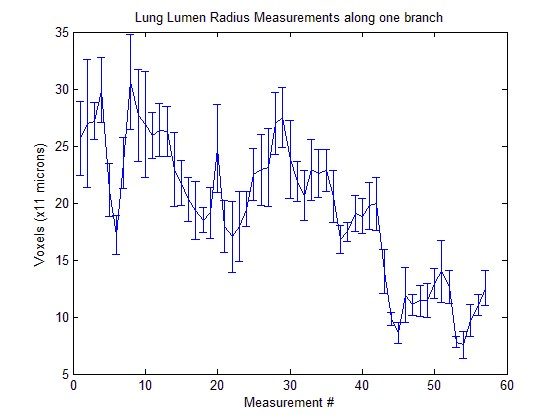 Lung Lumen Radius Measurements along one branch
Voxels (x11 microns)
35
30
25
20
15
10
5
0 10 20 30 40 50 60
Measurement #